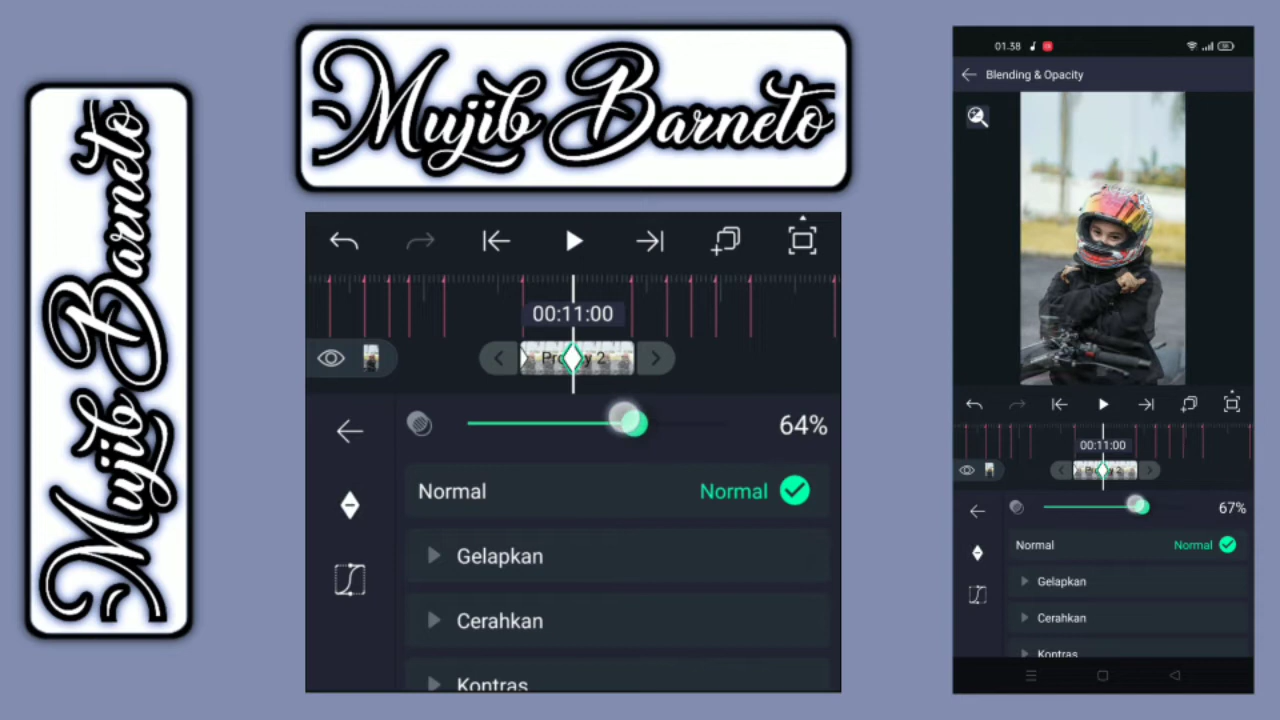 Mujib Barneto
Mujib Barneto
00:11:00
64%
Normal
Normal
Gelapkan
Cerahkan
Kontras
01.38
Blending & Opacity
00:11:00
67%
Normal
Normal
Gelapkan
Cerahkan
Kontras